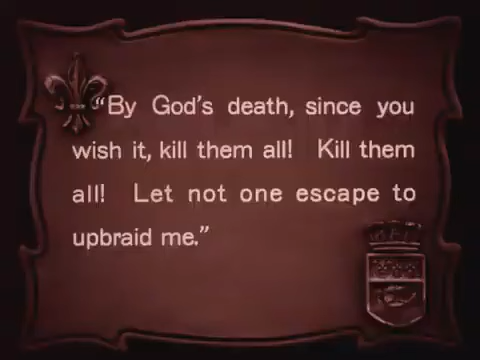 “By God’s death, since you
wish it, kill them all!  Kill them
all!  Let not one escape to
upbraid me.”